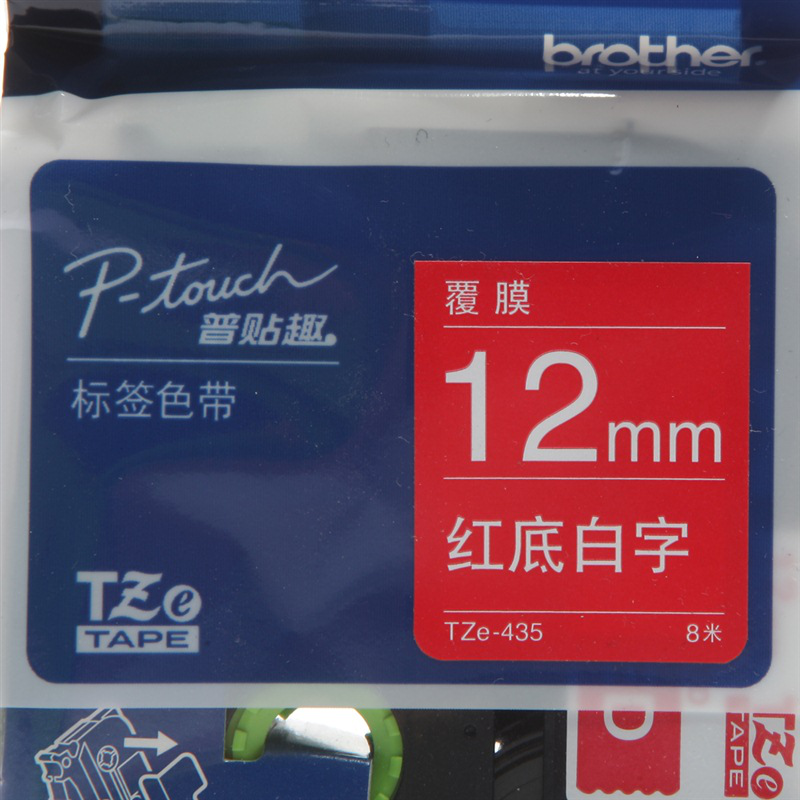 brother
at your side
P-touch
普贴趣
标签色带
TZe
TAPE
覆膜
12mm
红底白字
TZe-435 8米
TZe
TAPE